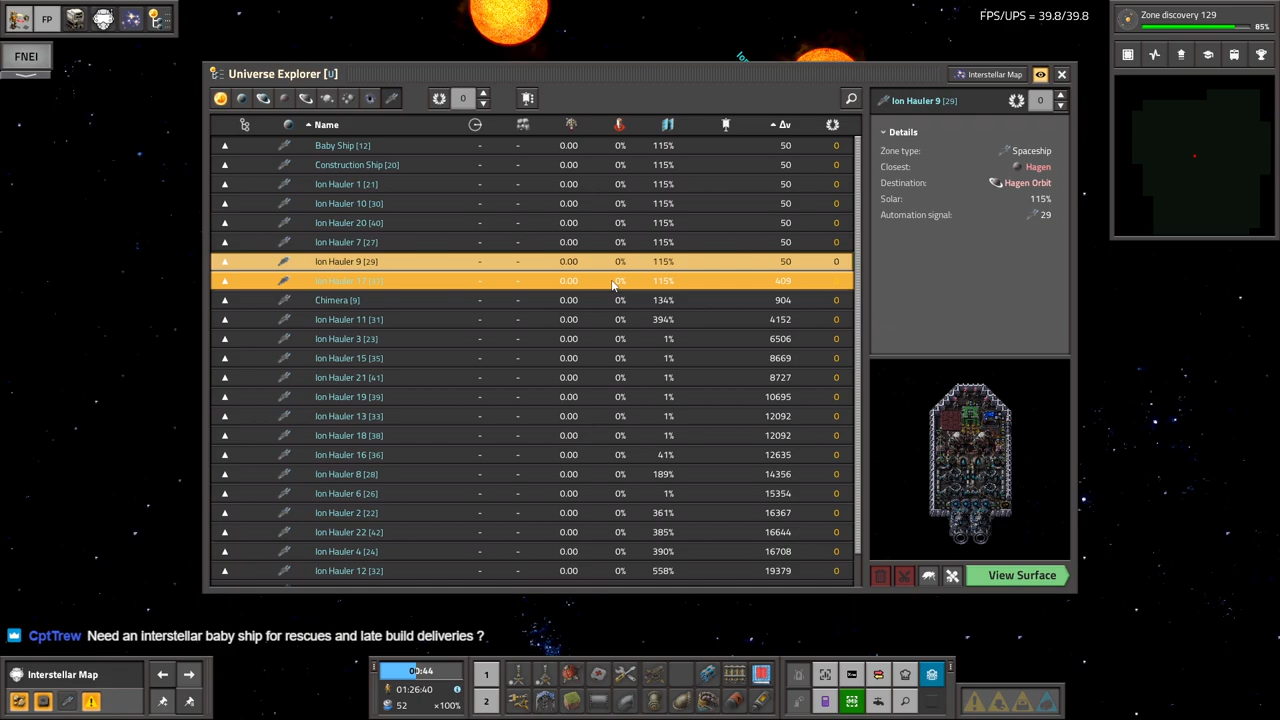 FP
FNEI
FPS/UPS = 39.8/39.8
Zone discovery 129
85%
Universe Explorer [U]
Interstellar Map
0
Name
Δv
Baby Ship [12] - - 0.00 0% 115% 50 0
Construction Ship [20] - - 0.00 0% 115% 50 0
Ion Hauler 1 [21] - - 0.00 0% 115% 50 0
Ion Hauler 10 [30] - - 0.00 0% 115% 50 0
Ion Hauler 20 [40] - - 0.00 0% 115% 50 0
Ion Hauler 7 [27] - - 0.00 0% 115% 50 0
Ion Hauler 9 [29] - - 0.00 0% 115% 50 0
Ion Hauler 17 - - 0.00 0% 115% 409
Chimera [9] - - 0.00 0% 134% 904 0
Ion Hauler 11 [31] - - 0.00 0% 394% 4152 0
Ion Hauler 3 [23] - - 0.00 0% 1% 6506 0
Ion Hauler 15 [35] - - 0.00 0% 1% 8669 0
Ion Hauler 21 [41] - - 0.00 0% 1% 8727 0
Ion Hauler 19 [39] - - 0.00 0% 1% 10695 0
Ion Hauler 13 [33] - - 0.00 0% 1% 12092 0
Ion Hauler 18 [38] - - 0.00 0% 1% 12092 0
Ion Hauler 16 [36] - - 0.00 0% 41% 12635 0
Ion Hauler 8 [28] - - 0.00 0% 189% 14356 0
Ion Hauler 6 [26] - - 0.00 0% 1% 15354 0
Ion Hauler 2 [22] - - 0.00 0% 361% 16367 0
Ion Hauler 22 [42] - - 0.00 0% 385% 16644 0
Ion Hauler 4 [24] - - 0.00 0% 390% 16708 0
Ion Hauler 12 [32] - - 0.00 0% 558% 19379 0
Ion Hauler 9 [29]
0
Details
Zone type: Spaceship
Closest: Hagen
Destination: Hagen Orbit
Solar: 115%
Automation signal: 29
View Surface
CptTrew Need an interstellar baby ship for rescues and late build deliveries ?
Interstellar Map
01:26:40
52 ×100%
1
2